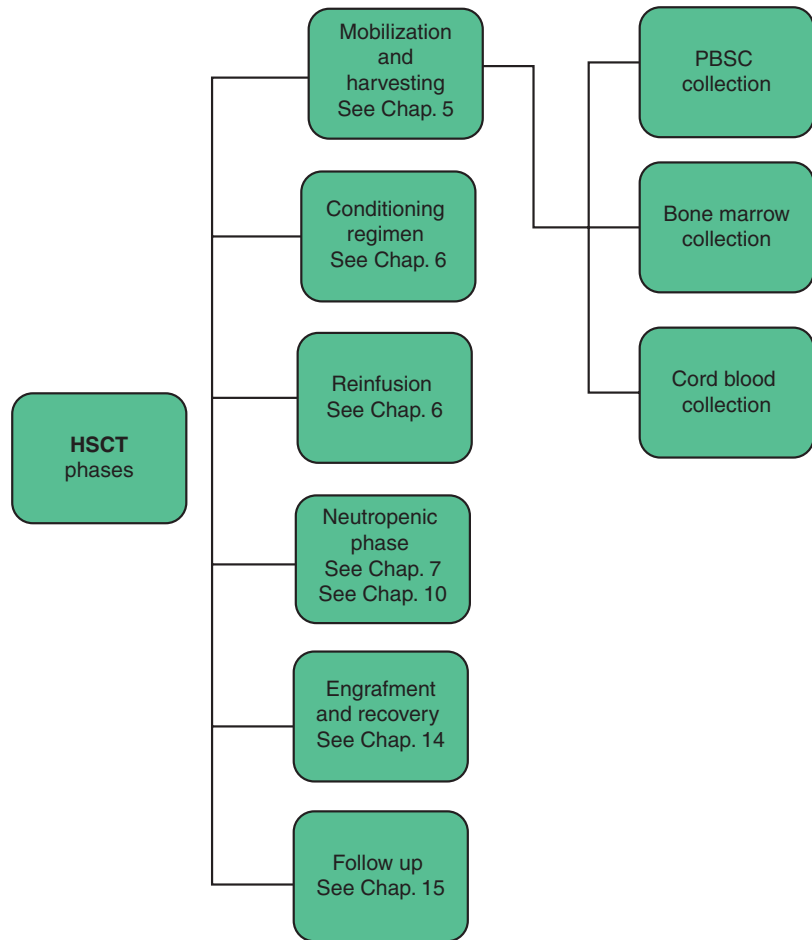 HSCT
phases
Mobilization
and
harvesting
See Chap. 5
Conditioning
regimen
See Chap. 6
Reinfusion
See Chap. 6
Neutropenic
phase
See Chap. 7
See Chap. 10
Engrafment
and recovery
See Chap. 14
Follow up
See Chap. 15
PBSC
collection
Bone marrow
collection
Cord blood
collection